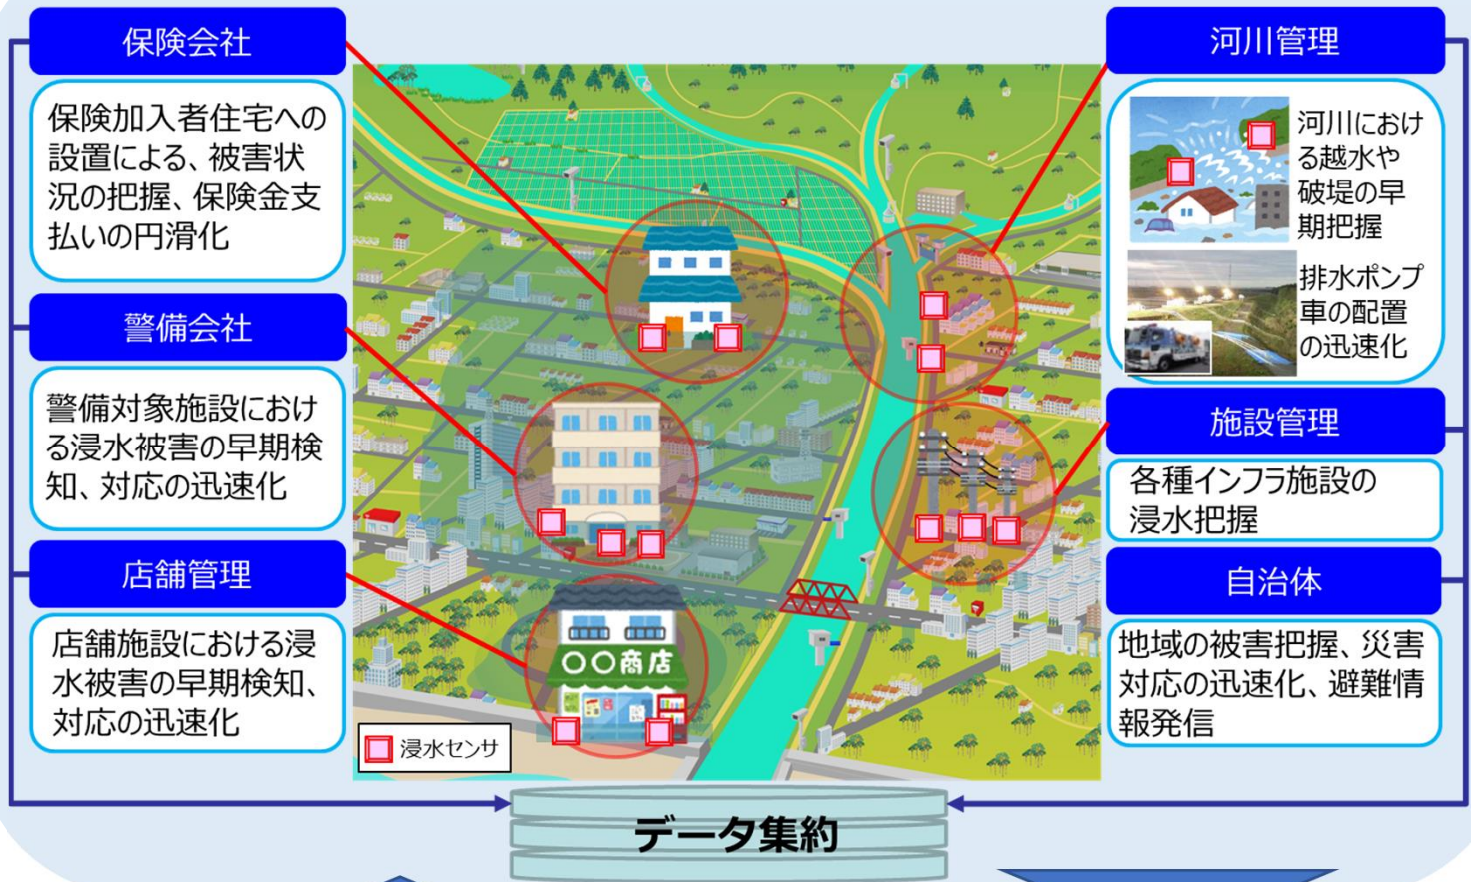 保険会社
保険加入者住宅への
設置による、被害状
況の把握、保険金支
払いの円滑化
警備会社
警備対象施設におけ
る浸水被害の早期検
知、対応の迅速化
店舗管理
店舗施設における浸
水被害の早期検知、
対応の迅速化
〇〇商店
浸水センサ
河川管理
河川におけ
る越水や
破堤の早
期把握
排水ポンプ
車の配置
の迅速化
施設管理
各種インフラ施設の
浸水把握
自治体
地域の被害把握、災害
対応の迅速化、避難情
報発信
データ集約